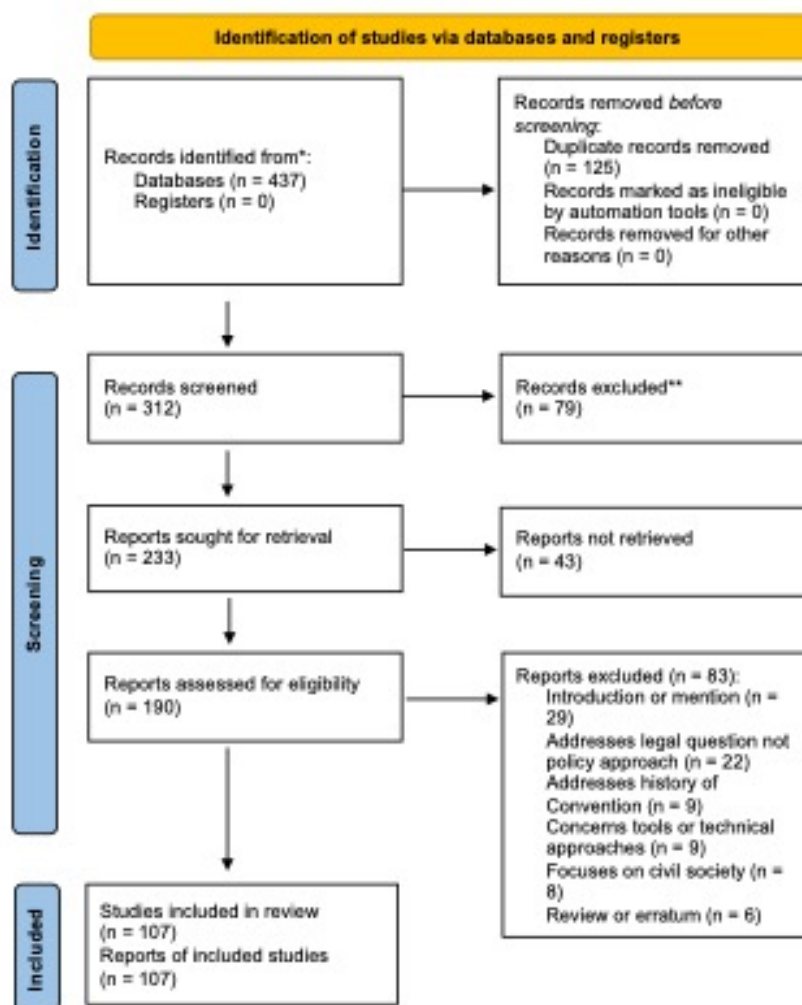 Identification of studies via databases and registers
Identification
Records identified from*:
Databases (n = 437)
Registers (n = 0)
Records removed before
screening:
Duplicate records removed
(n = 125)
Records marked as ineligible
by automation tools (n = 0)
Records removed for other
reasons (n = 0)
Screening
Records screened
(n = 312)
Records excluded**
(n = 79)
Reports sought for retrieval
(n = 233)
Reports not retrieved
(n = 43)
Reports assessed for eligibility
(n = 190)
Reports excluded (n = 83):
Introduction or mention (n =
29)
Addresses legal question not
policy approach (n = 22)
Addresses history of
Convention (n = 9)
Concerns tools or technical
approaches (n = 9)
Focuses on civil society (n =
8)
Review or erratum (n = 6)
Included
Studies included in review
(n = 107)
Reports of included studies
(n = 107)